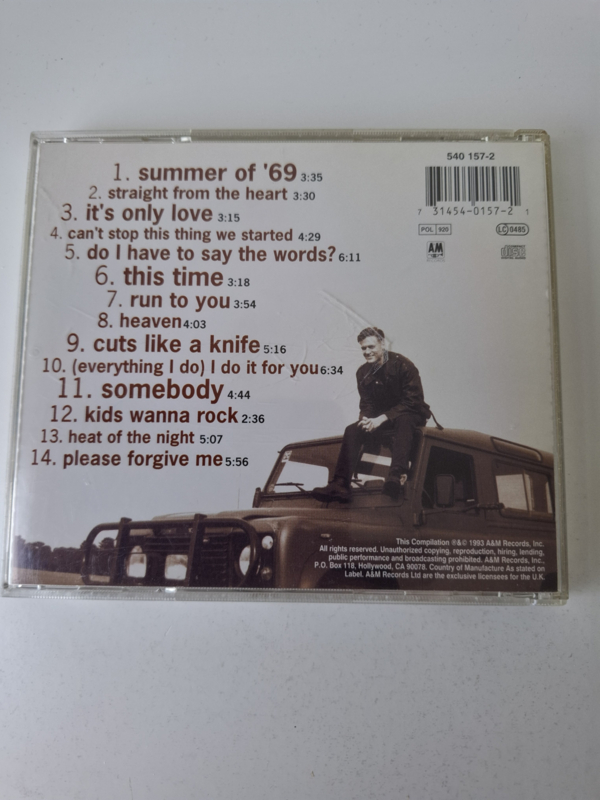 1. summer of '69 3:35
2. straight from the heart 3:30
3. it's only love 3:15
4. can't stop this thing we started 4:29
5. do I have to say the words? 6:11
6. this time 3:18
7. run to you 3:54
8. heaven 4:03
9. cuts like a knife 5:16
10. (everything I do) I do it for you 6:34
11. somebody 4:44
12. kids wanna rock 2:36
13. heat of the night 5:07
14. please forgive me 5:56
540 157-2
7 31454-0157-2 1
POL 920
LC 0485
AM
This Compilation ℗&© 1993 A&M Records, Inc.
All rights reserved. Unauthorized copying, reproduction, hiring, lending,
public performance and broadcasting prohibited. A&M Records, Inc.,
P.O. Box 118, Hollywood, CA 90078. Country of Manufacture As stated on
Label. A&M Records Ltd are the exclusive licensees for the U.K.